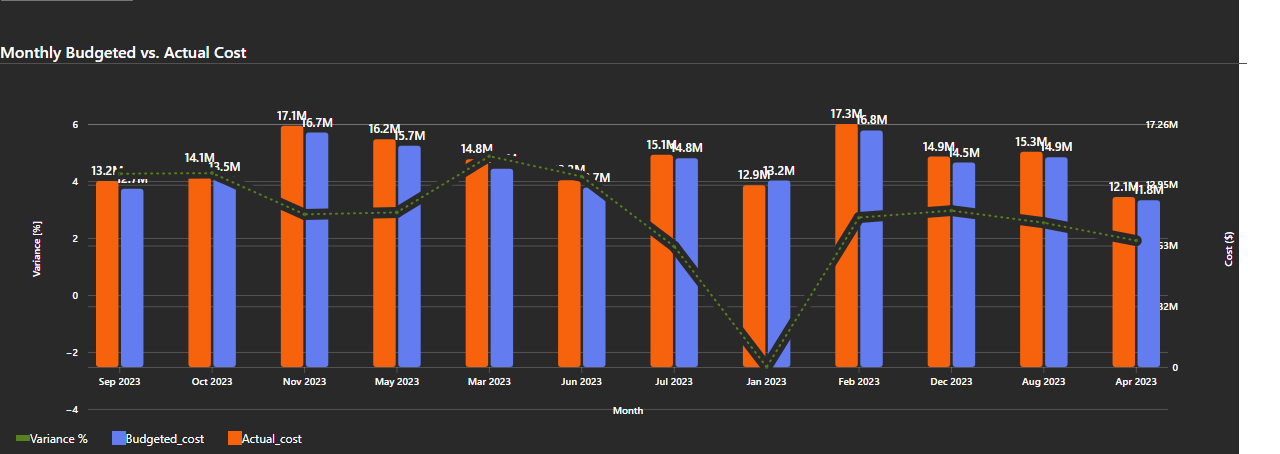 Monthly Budgeted vs. Actual Cost
17.1M 16.7M 17.3M 16.8M
6 17.26M
16.2M 15.7M
13.2M 14.1M 13.5M 14.8M 15.1M 14.8M 12.9M 13.2M 14.9M 14.5M 15.3M 14.9M 12.1M 11.8M
4
2
0
−2
−4
0
Variance [%]
Cost ($)
Sep 2023 Oct 2023 Nov 2023 May 2023 Mar 2023 Jun 2023 Jul 2023 Jan 2023 Feb 2023 Dec 2023 Aug 2023 Apr 2023
Month
Variance % Budgeted_cost Actual_cost